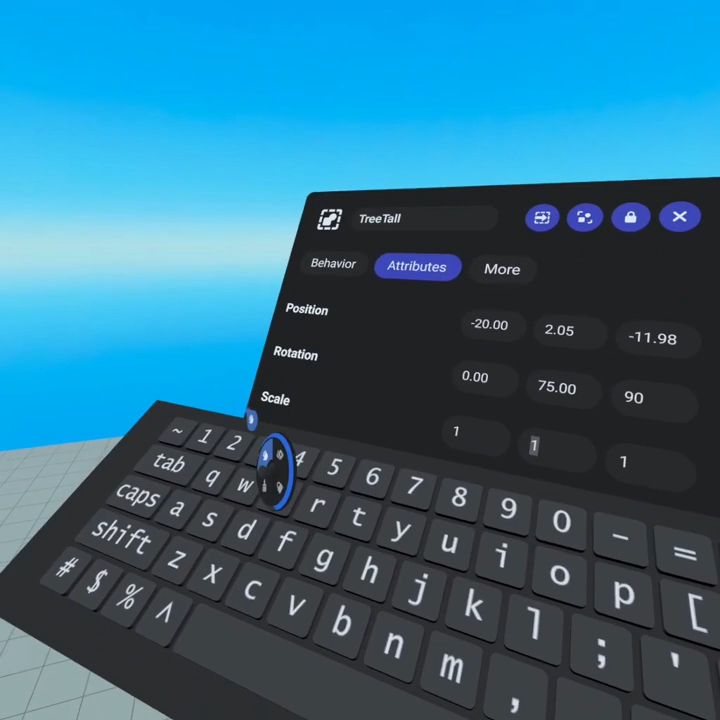 TreeTall
Behavior Attributes More
Position -20.00 2.05 -11.98
Rotation 0.00 75.00 90
Scale 1 1 1
~ 1 2 4 5 6 7 8 9 0 - =
tab q w r t y u i o p [
caps a s d f g h j k l ; '
shift z x c v b n m ,
# $ % ^